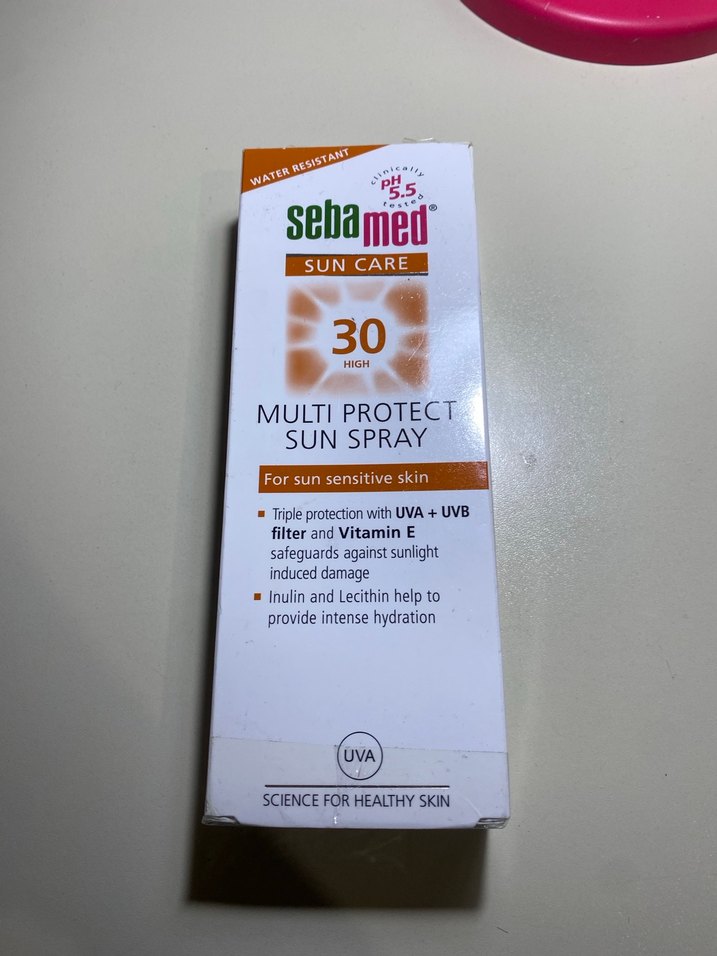 WATER RESISTANT
clinically
pH
5.5
tested
sebamed®
SUN CARE
30
HIGH
MULTI PROTECT
SUN SPRAY
For sun sensitive skin
▪ Triple protection with UVA + UVB
filter and Vitamin E
safeguards against sunlight
induced damage
▪ Inulin and Lecithin help to
provide intense hydration
UVA
SCIENCE FOR HEALTHY SKIN